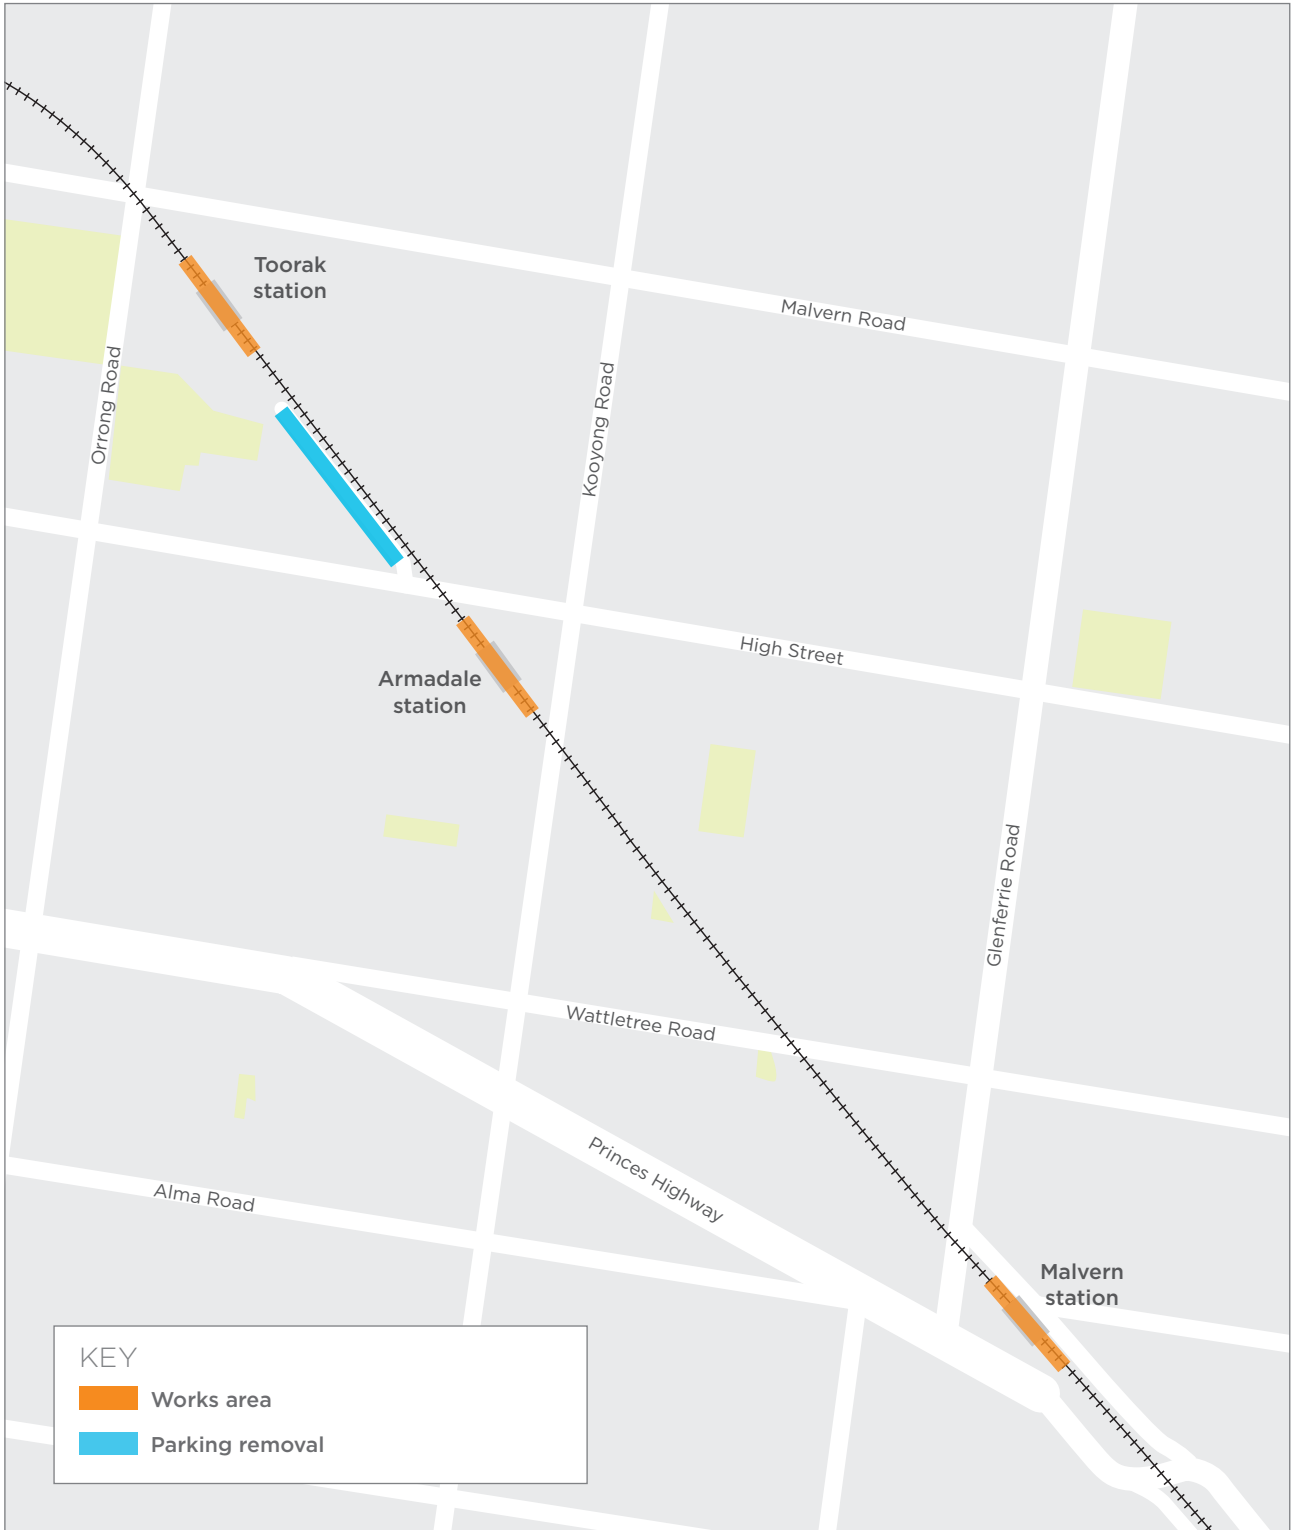 Toorak
station
Malvern Road
Orrong Road
Kooyong Road
High Street
Armadale
station
Glenferrie Road
Wattletree Road
Princes Highway
Alma Road
Malvern
station
KEY
Works area
Parking removal